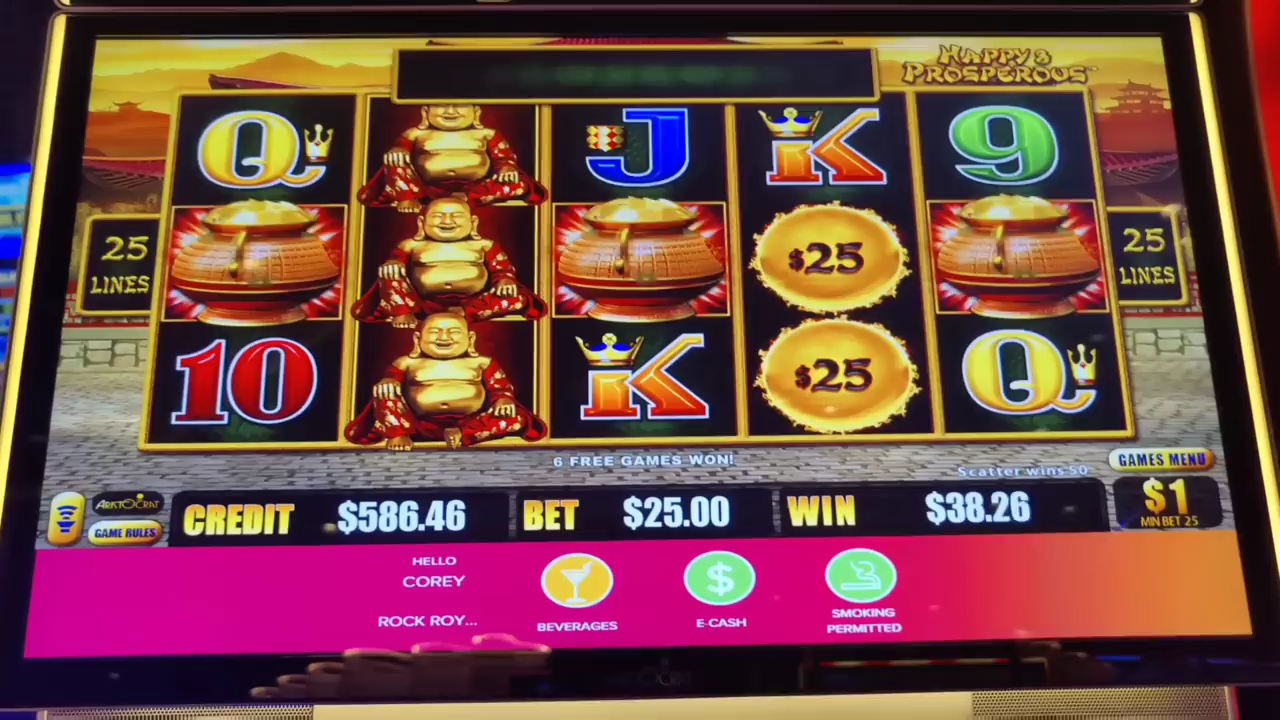 HAPPY & PROSPEROUS™
Q J K 9
25 LINES
$25
25 LINES
10 K $25 Q
6 FREE GAMES WON!
Scatter wins 50
GAMES MENU
ARISTOCRAT
GAME RULES
CREDIT $586.46 BET $25.00 WIN $38.26
$1
MIN BET 25
HELLO
COREY
ROCK ROY...
BEVERAGES
$
E-CASH
SMOKING
PERMITTED